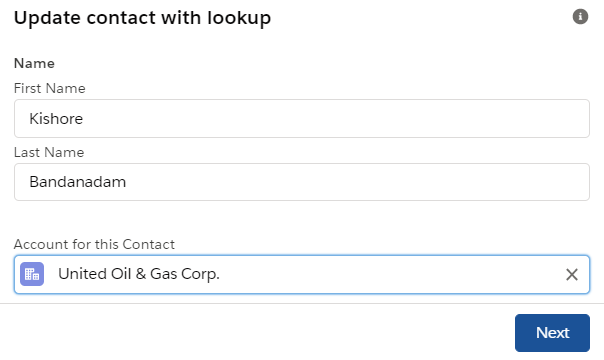 Update contact with lookup
Name
First Name
Kishore
Last Name
Bandanadam
Account for this Contact
United Oil & Gas Corp.
Next